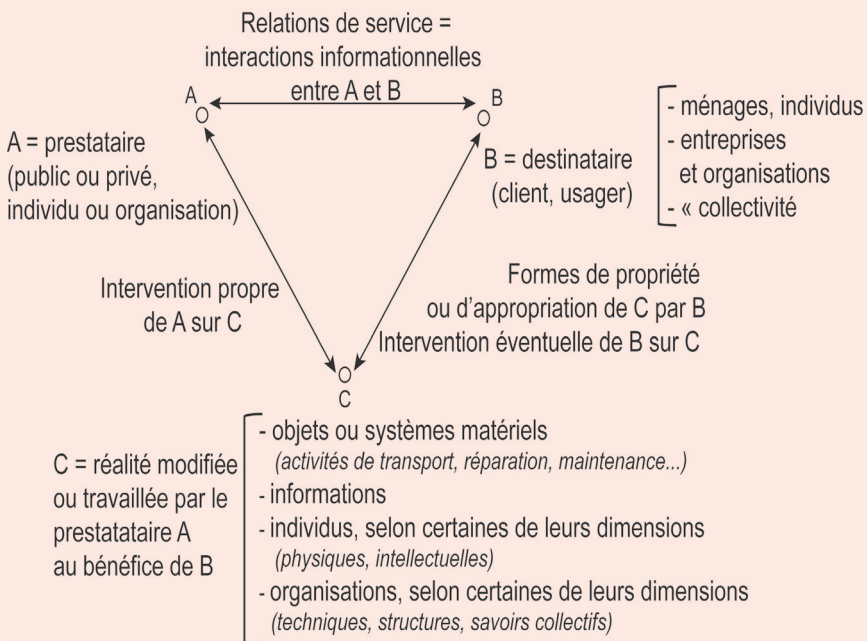 Relations de service =
interactions informationnelles
entre A et B
A
B
A = prestataire
(public ou privé,
individu ou organisation)
B = destinataire
(client, usager)
- ménages, individus
- entreprises
et organisations
- « collectivité
Intervention propre
de A sur C
Formes de propriété
ou d'appropriation de C par B
Intervention éventuelle de B sur C
C
C = réalité modifiée
ou travaillée par le
prestatataire A
au bénéfice de B
- objets ou systèmes matériels
(activités de transport, réparation, maintenance...)
- informations
- individus, selon certaines de leurs dimensions
(physiques, intellectuelles)
- organisations, selon certaines de leurs dimensions
(techniques, structures, savoirs collectifs)